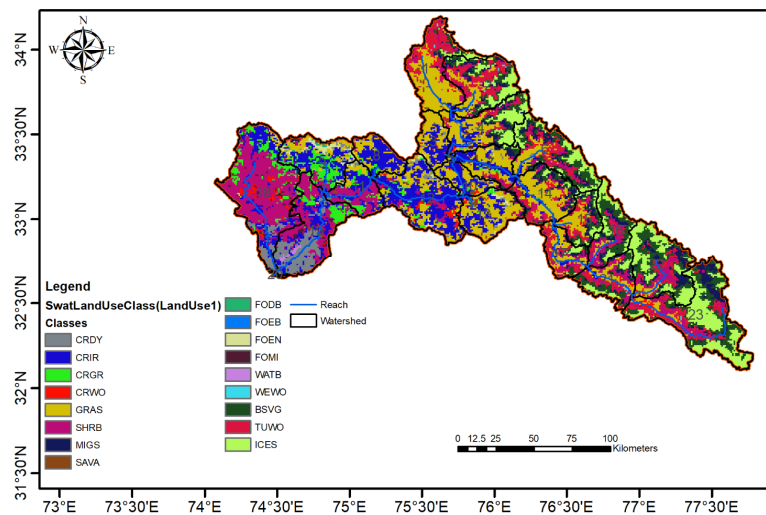 N
W E
S
34°N
33°30'N
33°N
32°30'N
32°N
31°30'N
1
23
Legend
SwatLandUseClass(LandUse1)
Classes
CRDY
CRIR
CRGR
CRWO
GRAS
SHRB
MIGS
SAVA
FODB
FOEB
FOEN
FOMI
WATB
WEWO
BSVG
TUWO
ICES
Reach
Watershed
0 12.5 25 50 75 100
Kilometers
73°E 73°30'E 74°E 74°30'E 75°E 75°30'E 76°E 76°30'E 77°E 77°30'E